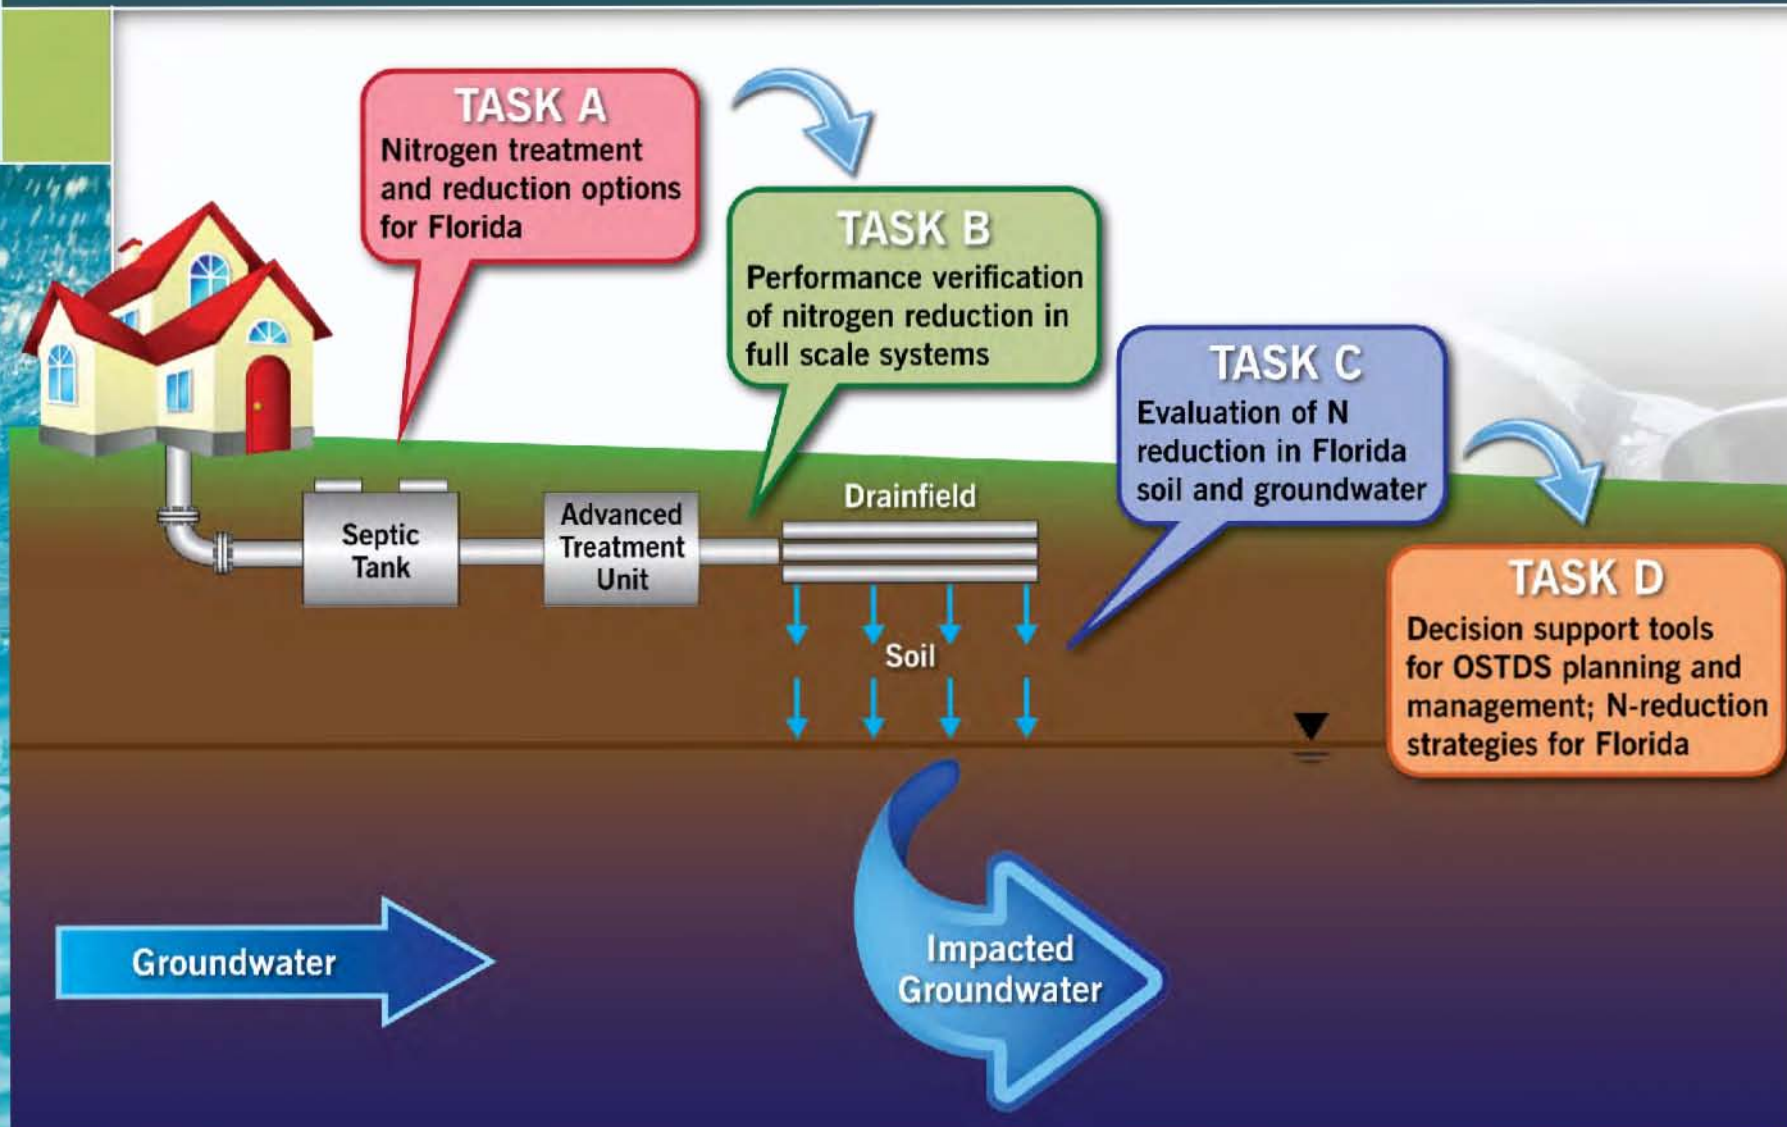 TASK A
Nitrogen treatment
and reduction options
for Florida
TASK B
Performance verification
of nitrogen reduction in
full scale systems
TASK C
Evaluation of N
reduction in Florida
soil and groundwater
TASK D
Decision support tools
for OSTDS planning and
management; N-reduction
strategies for Florida
Septic
Tank
Advanced
Treatment
Unit
Drainfield
Soil
Groundwater
Impacted
Groundwater